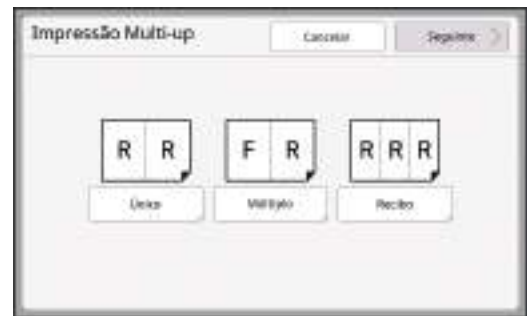 Impressão Multi-up
Cancelar
Seguinte
R R
F R
R R R
Único
Múltiplo
Recibo